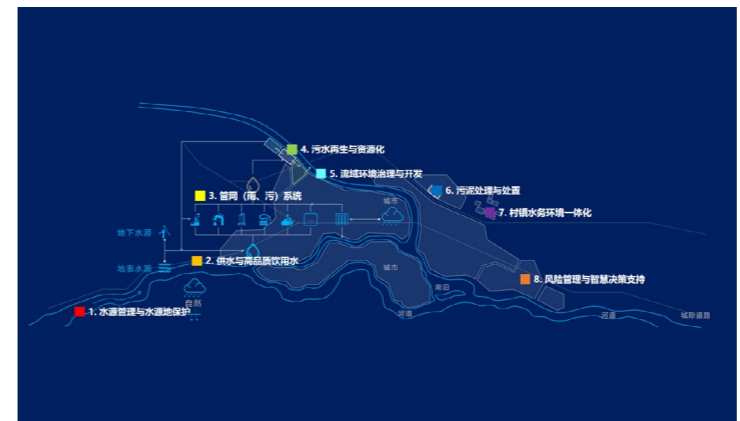 4. 污水再生与资源化
5. 流域环境治理与开发
6. 污泥处理与处置
3. 管网（雨、污）系统
城市
7. 村镇水务环境一体化
地下水源
2. 供水与高品质饮用水
地表水源
城市
8. 风险管理与智慧决策支持
湖泊
自然
1. 水源管理与水源地保护
河道
河道
城际道路